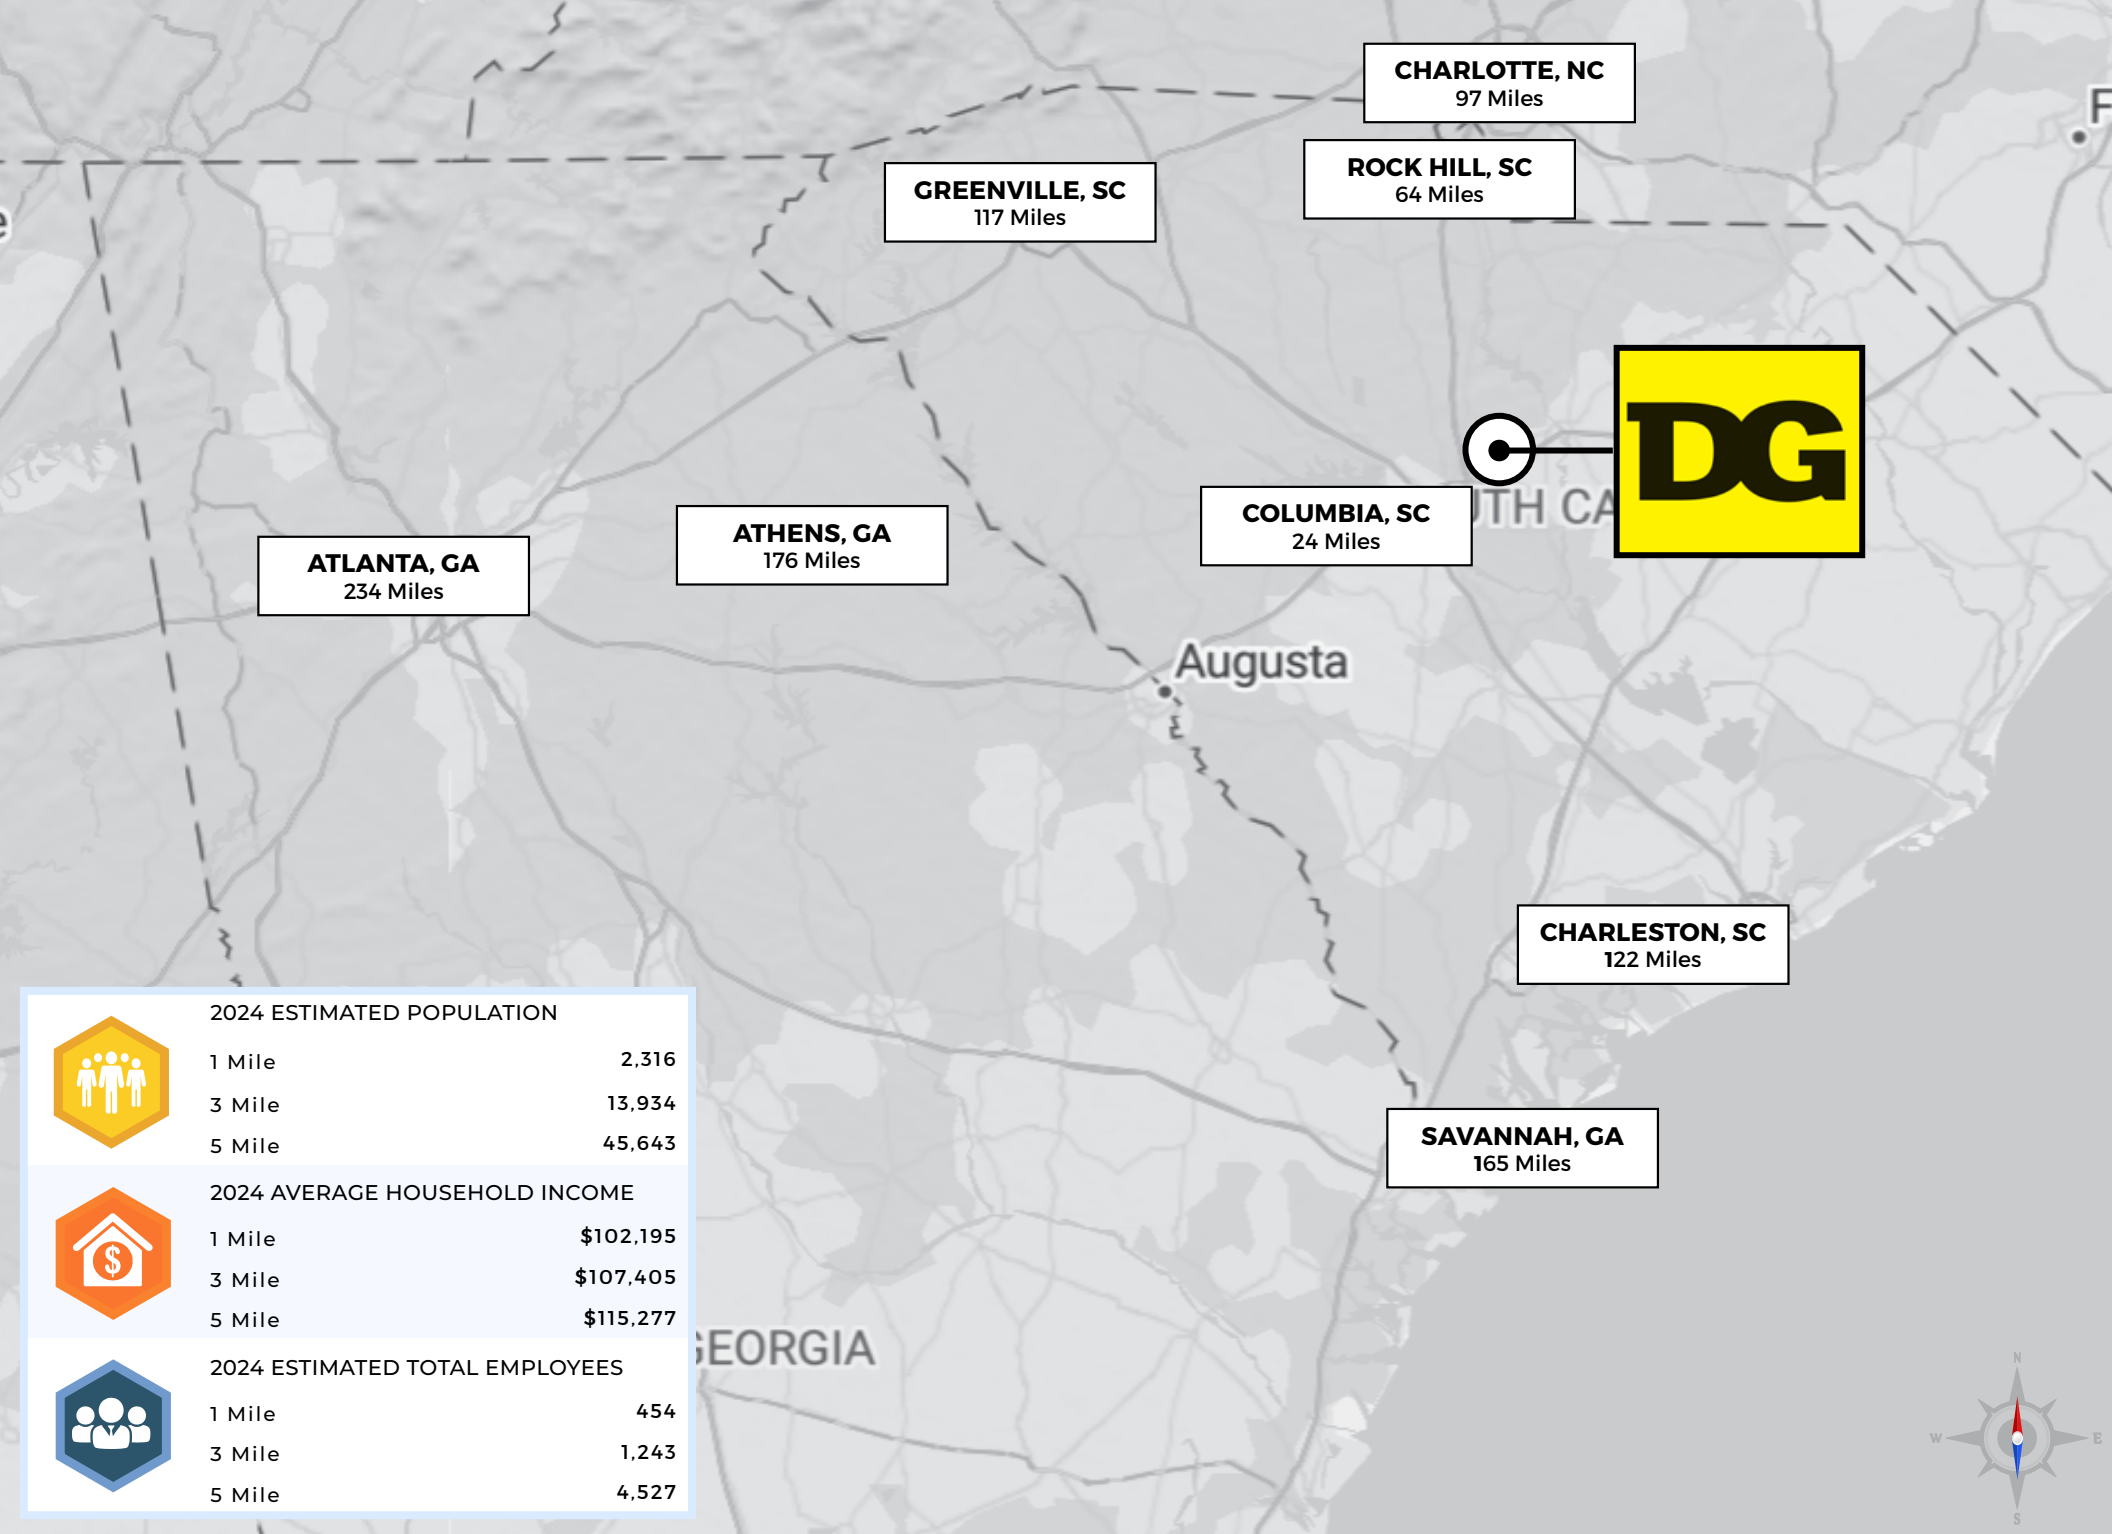 CHARLOTTE, NC
97 Miles
ROCK HILL, SC
64 Miles
GREENVILLE, SC
117 Miles
DG
COLUMBIA, SC
24 Miles
ATHENS, GA
176 Miles
ATLANTA, GA
234 Miles
Augusta
CHARLESTON, SC
122 Miles
SAVANNAH, GA
165 Miles
2024 ESTIMATED POPULATION
1 Mile 2,316
3 Mile 13,934
5 Mile 45,643
2024 AVERAGE HOUSEHOLD INCOME
1 Mile $102,195
3 Mile $107,405
5 Mile $115,277
2024 ESTIMATED TOTAL EMPLOYEES
1 Mile 454
3 Mile 1,243
5 Mile 4,527
GEORGIA
$
N
W E
S